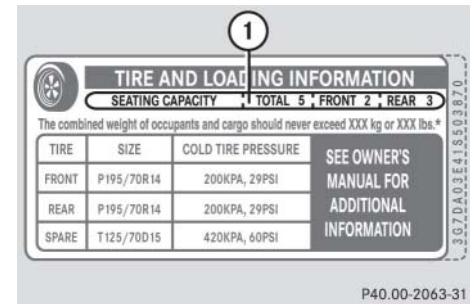 1
TIRE AND LOADING INFORMATION
SEATING CAPACITY TOTAL 5 FRONT 2 REAR 3
The combined weight of occupants and cargo should never exceed XXX kg or XXX lbs.*
TIRE SIZE COLD TIRE PRESSURE
FRONT P195/70R14 200KPA, 29PSI
REAR P195/70R14 200KPA, 29PSI
SPARE T125/70D15 420KPA, 60PSI
SEE OWNER'S
MANUAL FOR
ADDITIONAL
INFORMATION
3G7DA03E41S503870
P40.00-2063-31